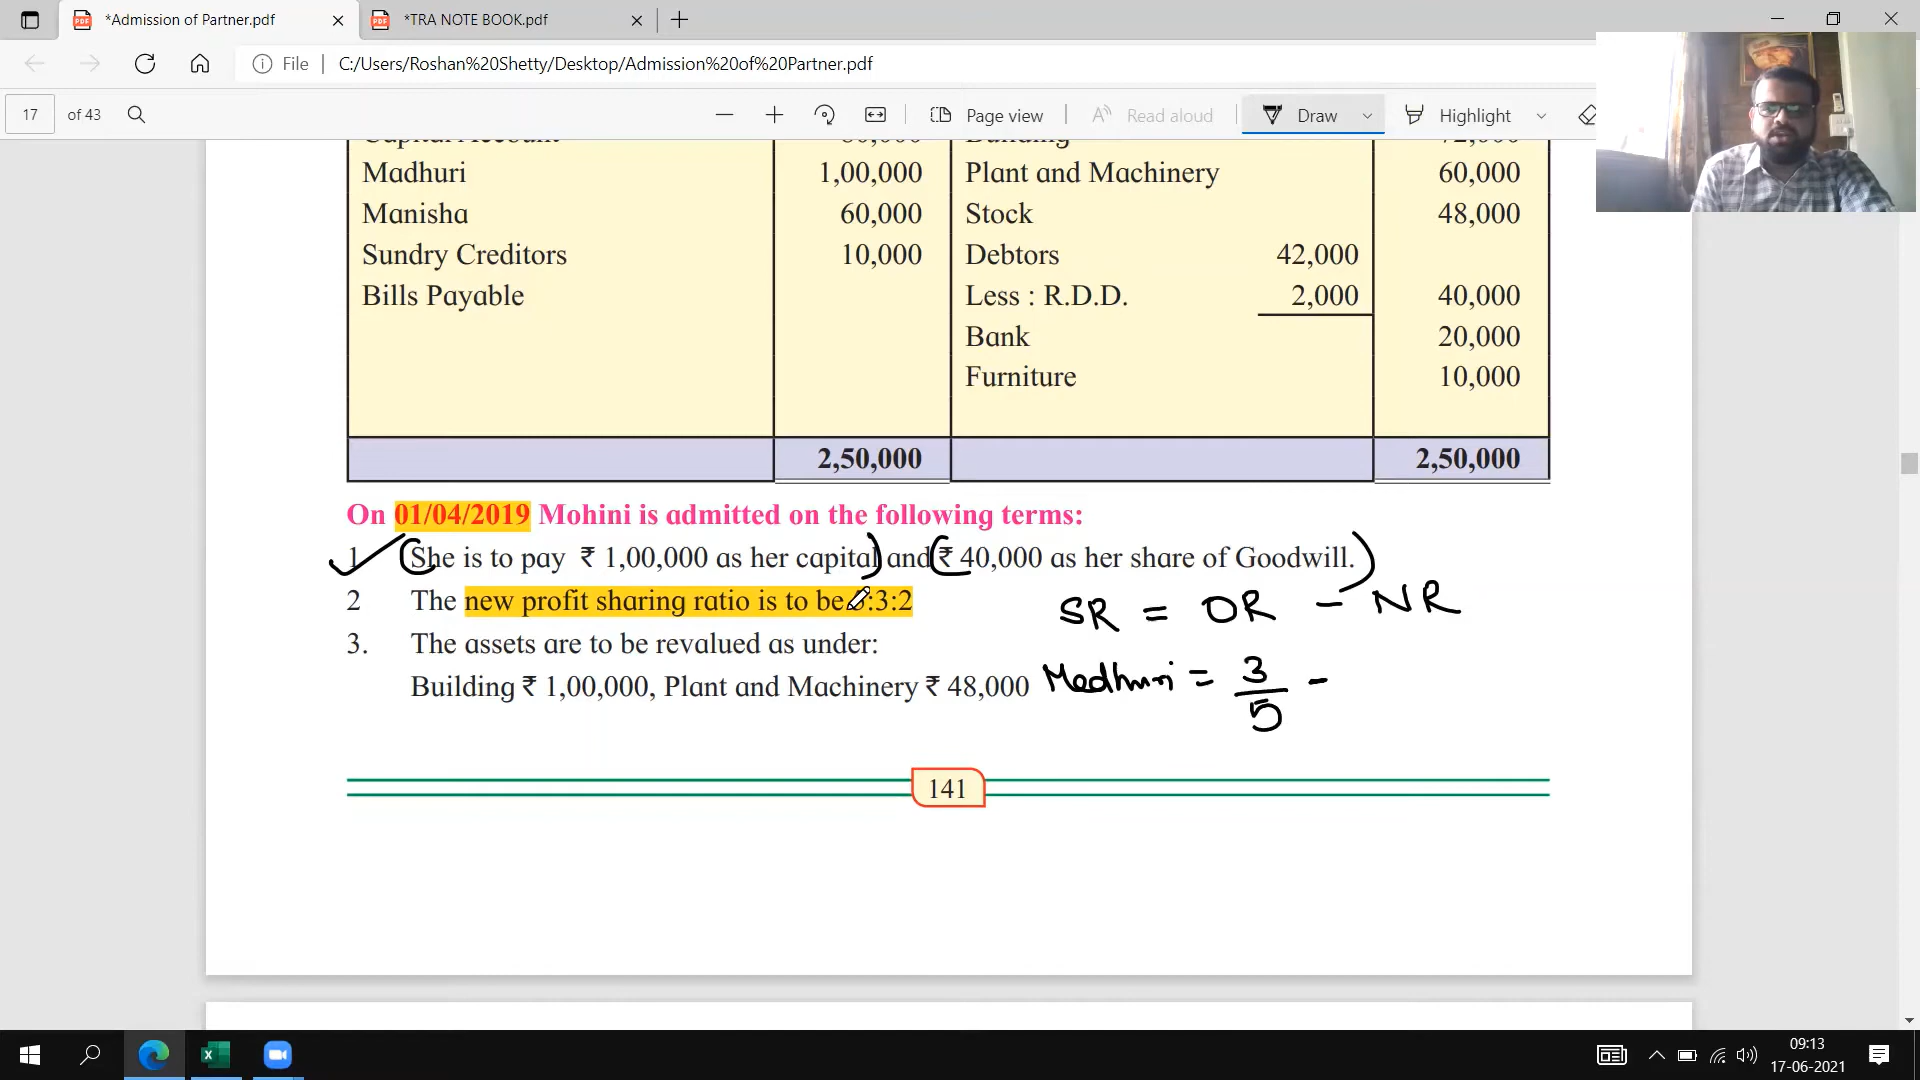 *Admission of Partner.pdf
*TRA NOTE BOOK.pdf
File C:/Users/Roshan%20Shetty/Desktop/Admission%20of%20Partner.pdf
17 of 43 Page view Read aloud Draw Highlight
Madhuri 1,00,000 Plant and Machinery 60,000
Manisha 60,000 Stock 48,000
Sundry Creditors 10,000 Debtors 42,000
Bills Payable Less : R.D.D. 2,000 40,000
Bank 20,000
Furniture 10,000
2,50,000 2,50,000
On 01/04/2019 Mohini is admitted on the following terms:
1 She is to pay ₹ 1,00,000 as her capital and ₹ 40,000 as her share of Goodwill.
2 The new profit sharing ratio is to be :3:2
SR = OR - NR
3. The assets are to be revalued as under:
Building ₹ 1,00,000, Plant and Machinery ₹ 48,000
Madhuri = 3/5 -
141
09:13
17-06-2021